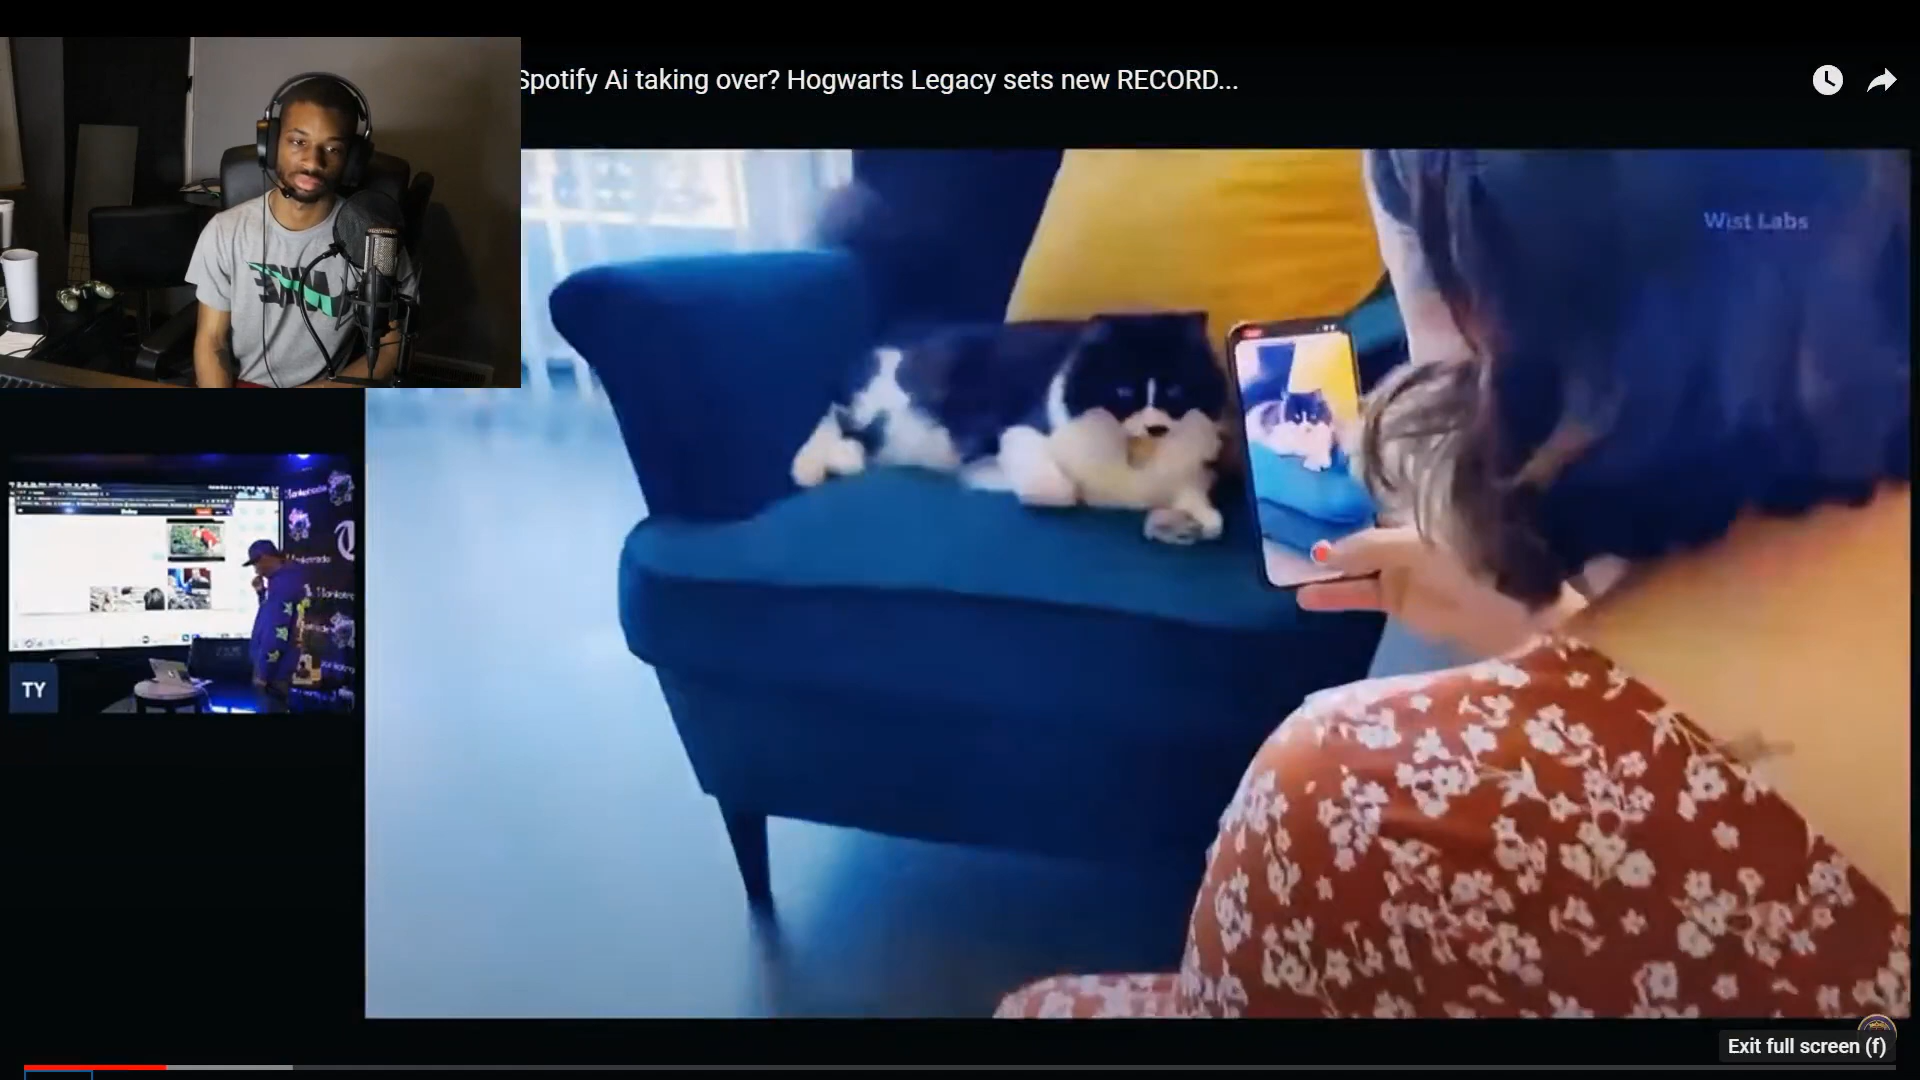 Spotify Ai taking over? Hogwarts Legacy sets new RECORD...
Wist Labs
TY
Exit full screen (f)